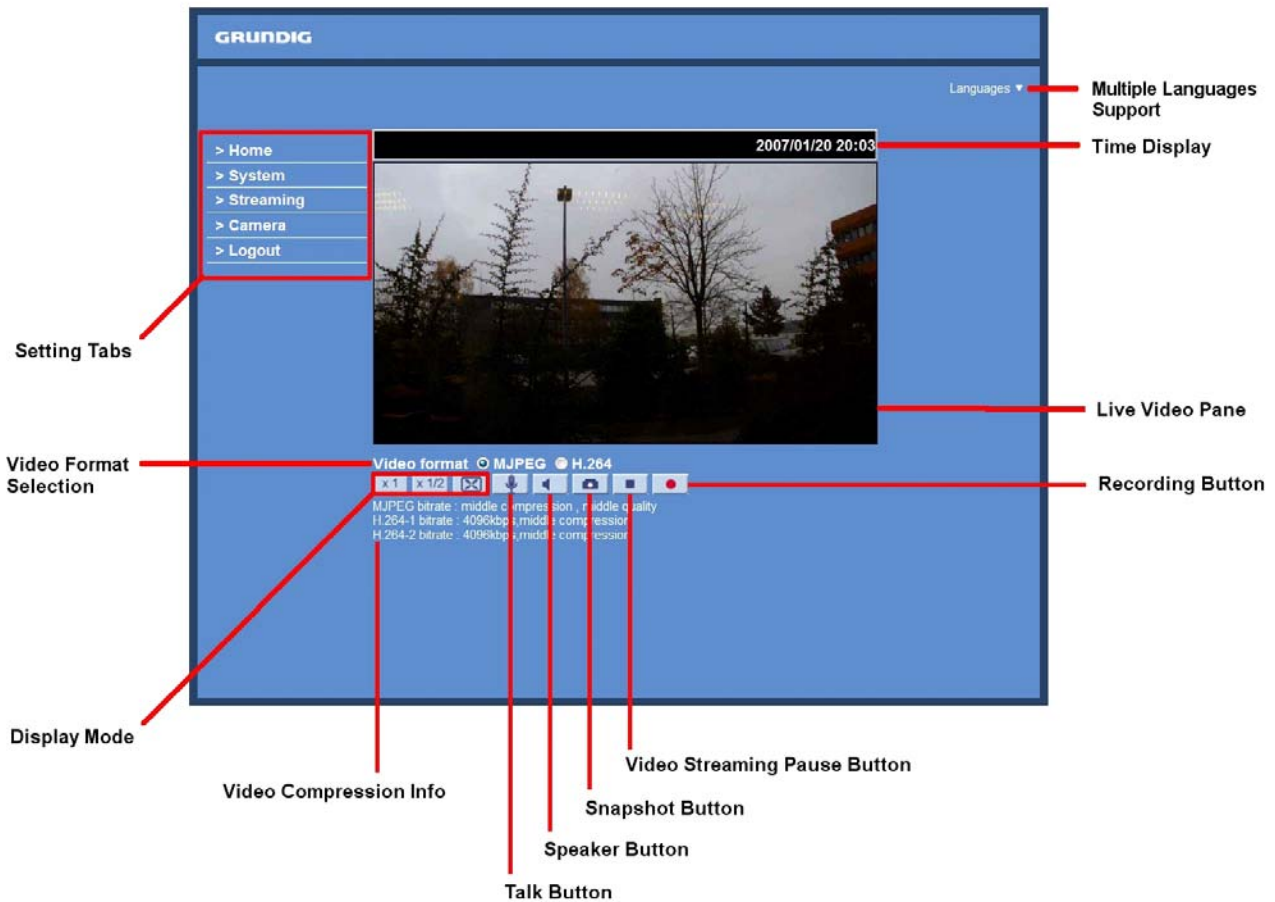 GRUNDIG
Languages ▼
Multiple Languages
Support
2007/01/20 20:03
Time Display
> Home
> System
> Streaming
> Camera
> Logout
Setting Tabs
Live Video Pane
Video Format
Selection
Video format MJPEG H.264
x 1 x 1/2
Recording Button
MJPEG bitrate : middle compression , middle quality
H.264-1 bitrate : 4096kbps,middle compression
H.264-2 bitrate : 4096kbps,middle compression
Display Mode
Video Compression Info
Video Streaming Pause Button
Snapshot Button
Speaker Button
Talk Button